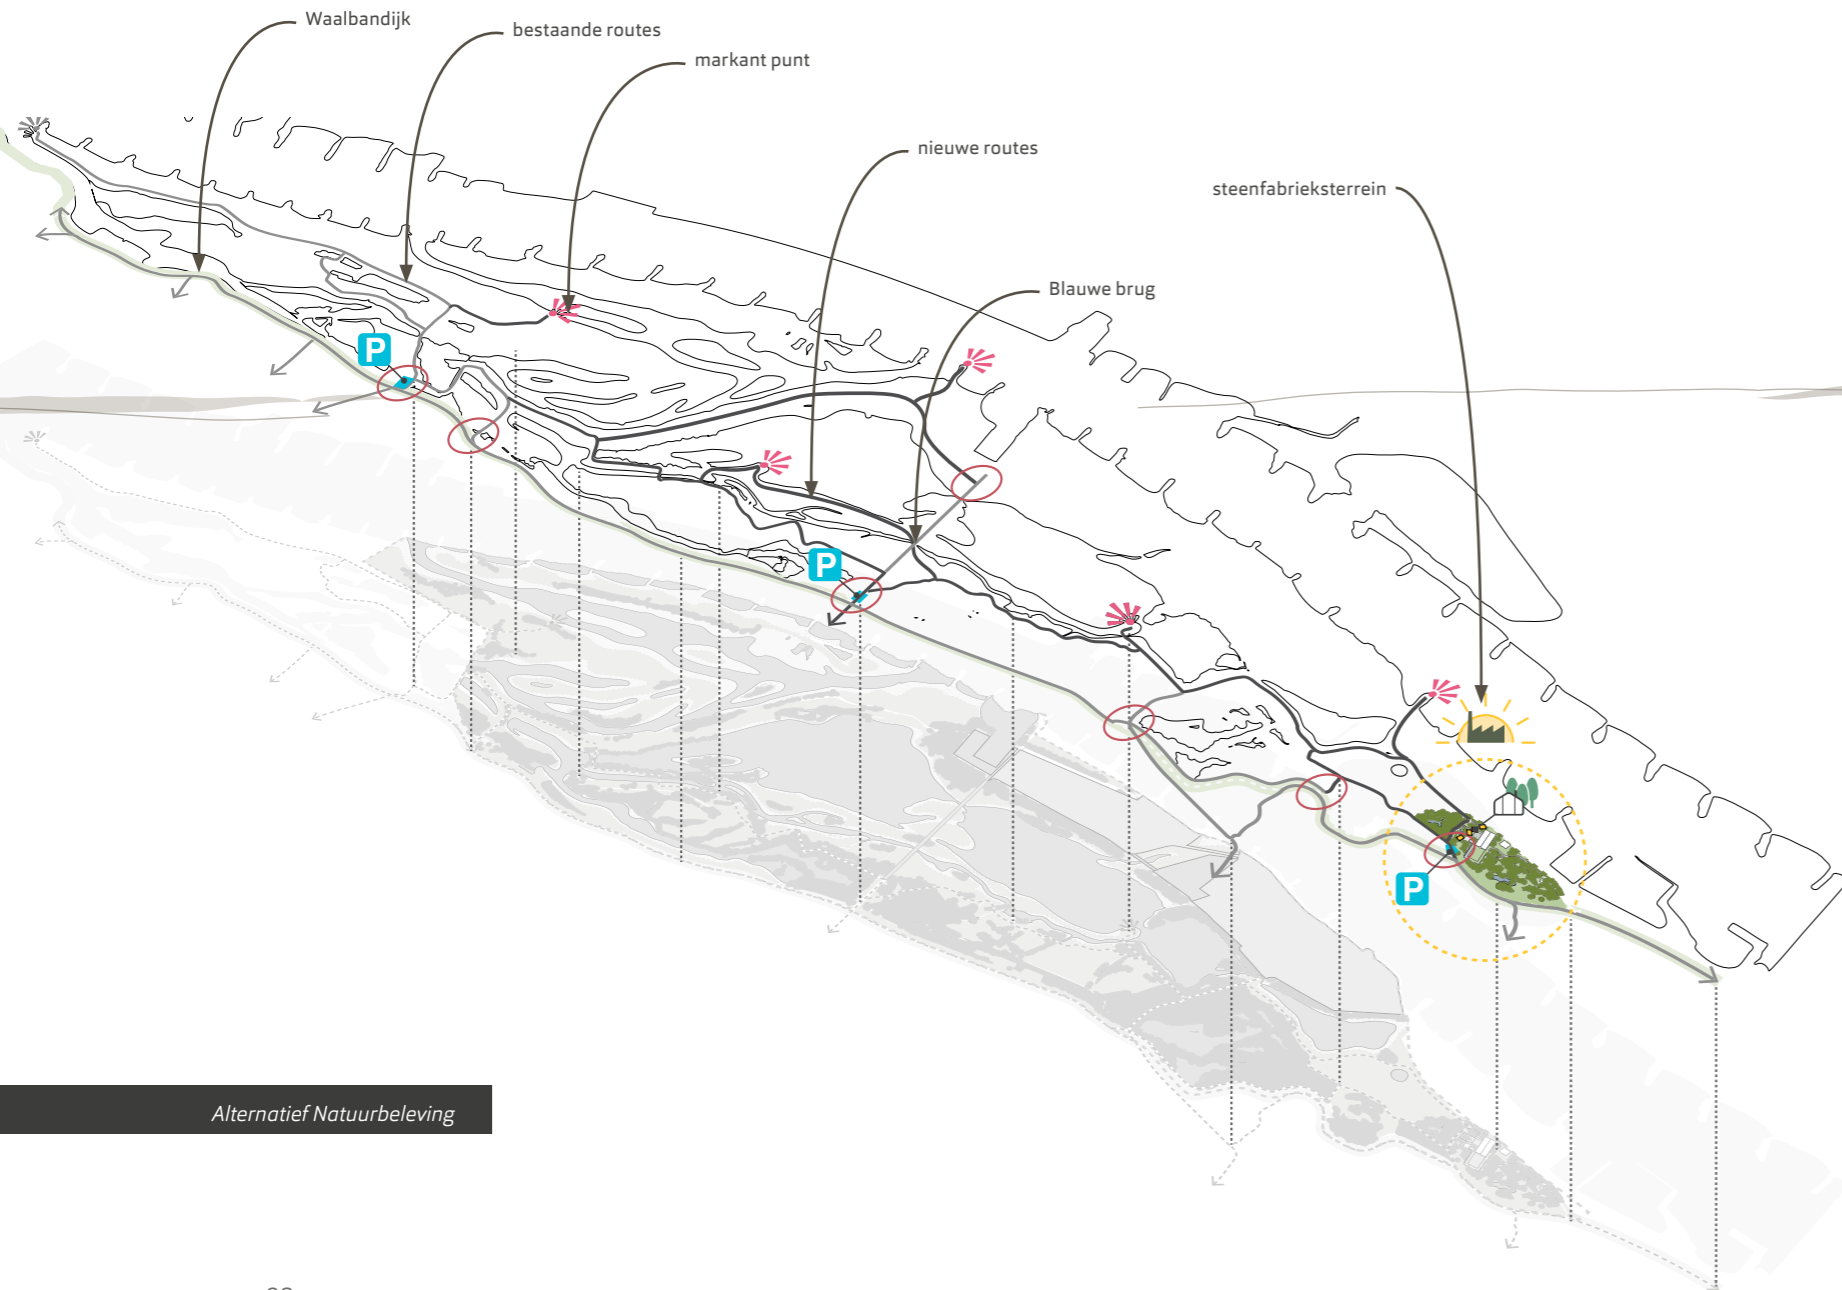 Waalbandijk
bestaande routes
markant punt
nieuwe routes
steenfabrieksterrein
Blauwe brug
P
P
P
Alternatief Natuurbeleving